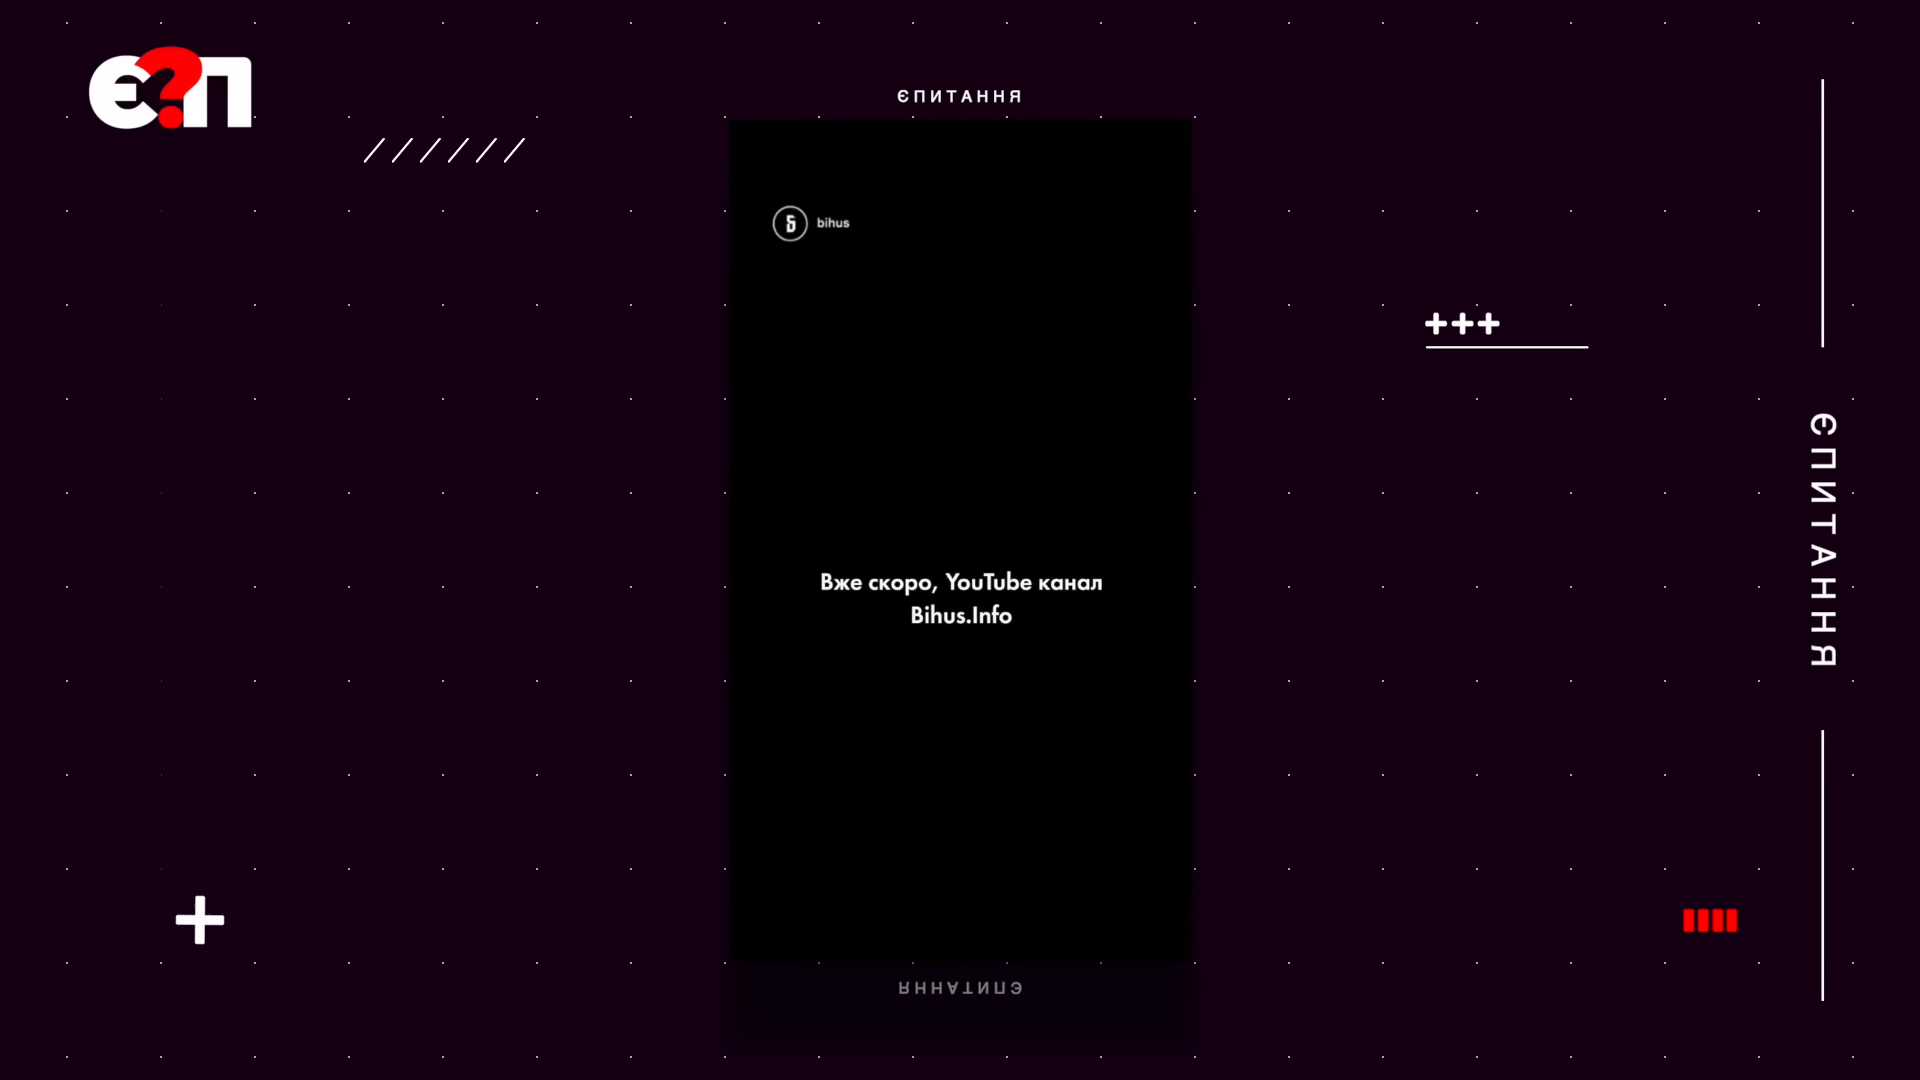 Є?П
ЄПИТАННЯ
bihus
Вже скоро, YouTube канал
Bihus.Info
ЄПИТАННЯ
ЄПИТАННЯ